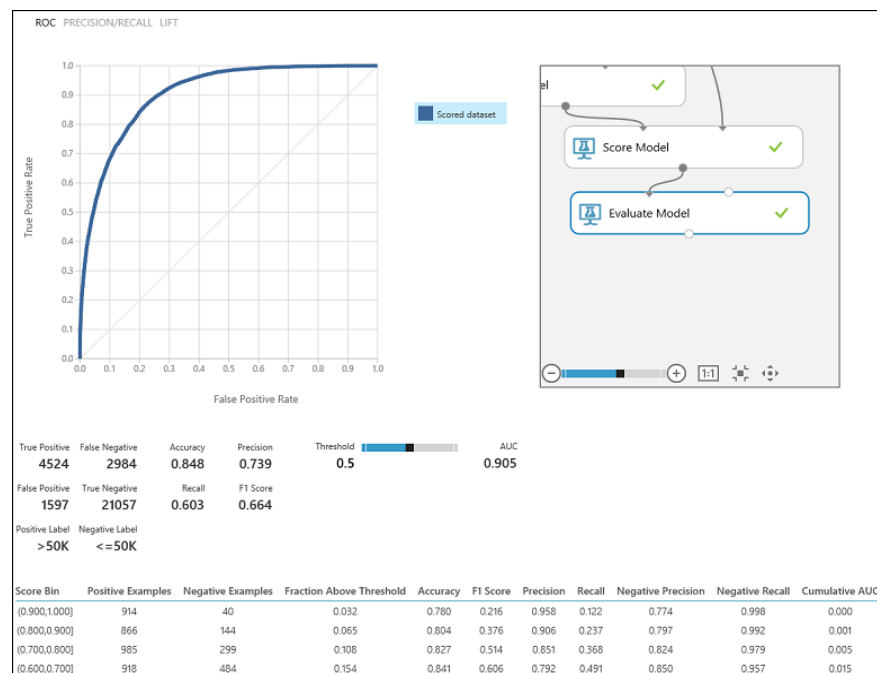 ROC PRECISION/RECALL LIFT
1.0
0.9
0.8
0.7
0.6
0.5
0.4
0.3
0.2
0.1
0.0
True Positive Rate
0.0 0.1 0.2 0.3 0.4 0.5 0.6 0.7 0.8 0.9 1.0
False Positive Rate
Scored dataset
el
Score Model
Evaluate Model
1:1
True Positive False Negative Accuracy Precision Threshold AUC
4524 2984 0.848 0.739 0.5 0.905
False Positive True Negative Recall F1 Score
1597 21057 0.603 0.664
Positive Label Negative Label
>50K <=50K
Score Bin Positive Examples Negative Examples Fraction Above Threshold Accuracy F1 Score Precision Recall Negative Precision Negative Recall Cumulative AUC
(0.900,1.000] 914 40 0.032 0.780 0.216 0.958 0.122 0.774 0.998 0.000
(0.800,0.900] 866 144 0.065 0.804 0.376 0.906 0.237 0.797 0.992 0.001
(0.700,0.800] 985 299 0.108 0.827 0.514 0.851 0.368 0.824 0.979 0.005
(0.600,0.700] 918 484 0.154 0.841 0.606 0.792 0.491 0.850 0.957 0.015